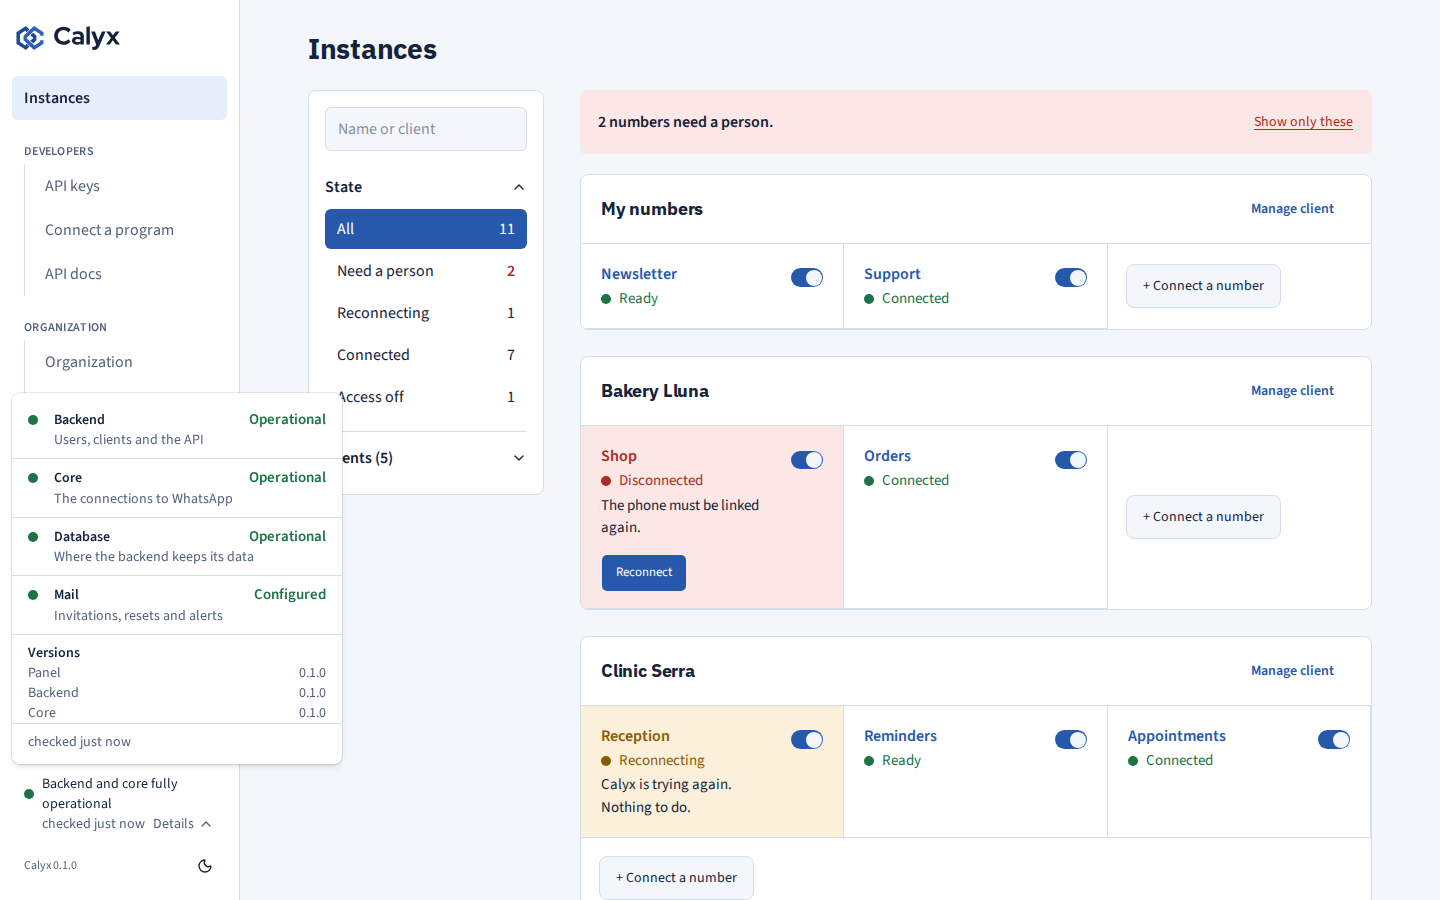 Calyx
Instances
DEVELOPERS
API keys
Connect a program
API docs
ORGANIZATION
Organization
Backend
Operational
Users, clients and the API
Core
Operational
The connections to WhatsApp
Database
Operational
Where the backend keeps its data
Mail
Configured
Invitations, resets and alerts
Versions
Panel 0.1.0
Backend 0.1.0
Core 0.1.0
checked just now
Backend and core fully
operational
checked just now Details
Calyx 0.1.0
Instances
Name or client
State
All 11
Need a person 2
Reconnecting 1
Connected 7
Access off 1
ents (5)
2 numbers need a person.
Show only these
My numbers
Manage client
Newsletter
Ready
Support
Connected
+ Connect a number
Bakery Lluna
Manage client
Shop
Disconnected
The phone must be linked
again.
Reconnect
Orders
Connected
+ Connect a number
Clinic Serra
Manage client
Reception
Reconnecting
Calyx is trying again.
Nothing to do.
Reminders
Ready
Appointments
Connected
+ Connect a number